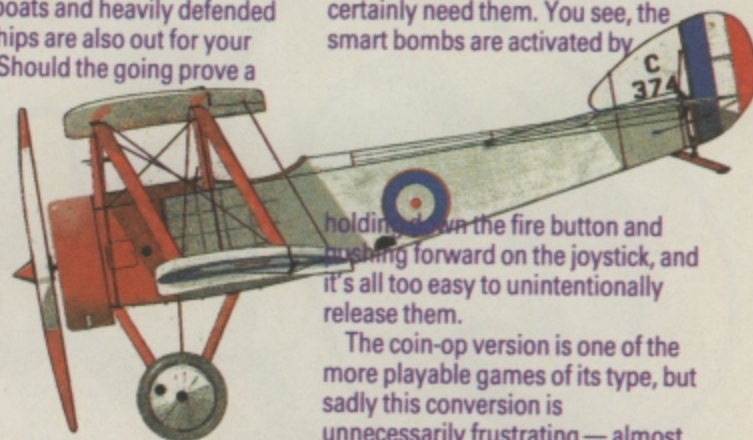 boats and heavily defended
hips are also out for your
Should the going prove a
certainly need them. You see, the
smart bombs are activated by
C
374
holding down the fire button and
pushing forward on the joystick, and
it's all too easy to unintentionally
release them.
The coin-op version is one of the
more playable games of its type, but
sadly this conversion is
unnecessarily frustrating — almost